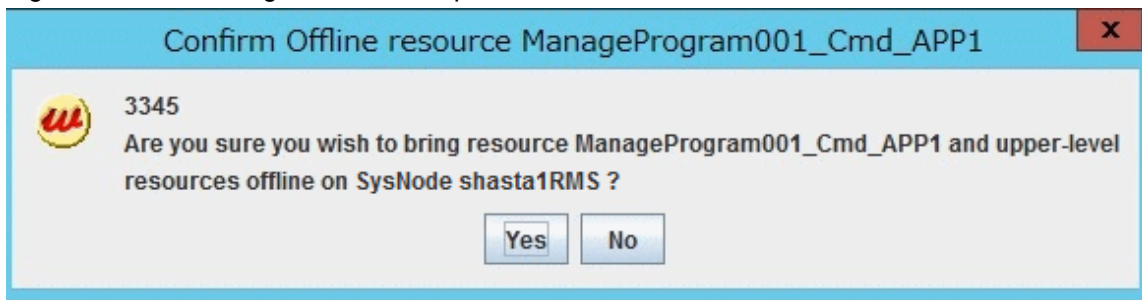 Confirm Offline resource ManageProgram001_Cmd_APP1
x
3345
Are you sure you wish to bring resource ManageProgram001_Cmd_APP1 and upper-level
resources offline on SysNode shasta1RMS ?
Yes No